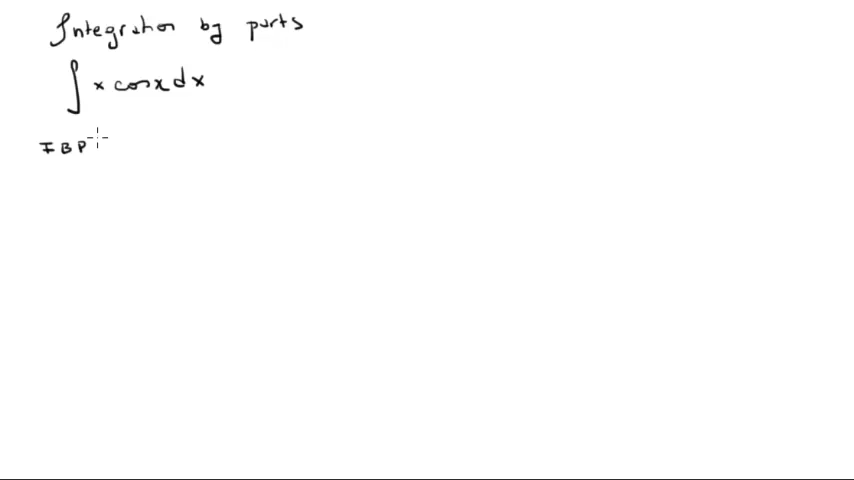 Integration by parts
∫ x cosx dx
IBP